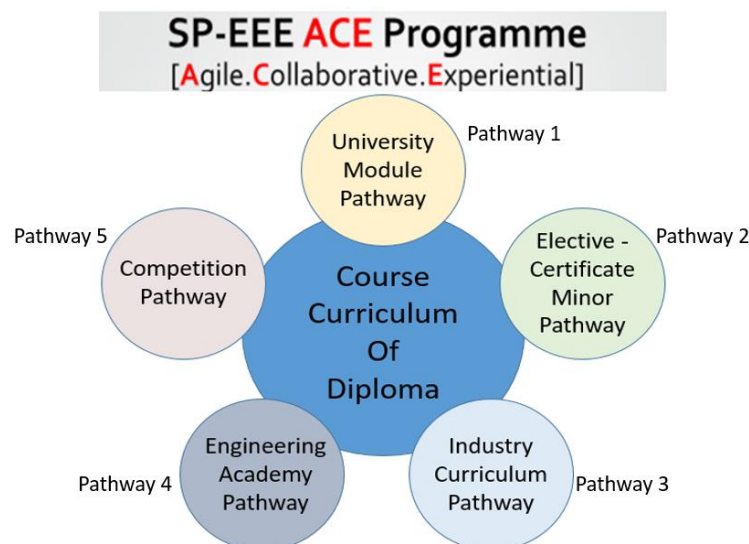 SP-EEE ACE Programme
[Agile.Collaborative.Experiential]
University
Module
Pathway
Pathway 1
Elective -
Certificate
Minor
Pathway
Pathway 2
Industry
Curriculum
Pathway
Pathway 3
Engineering
Academy
Pathway
Pathway 4
Competition
Pathway
Pathway 5
Course
Curriculum
Of
Diploma